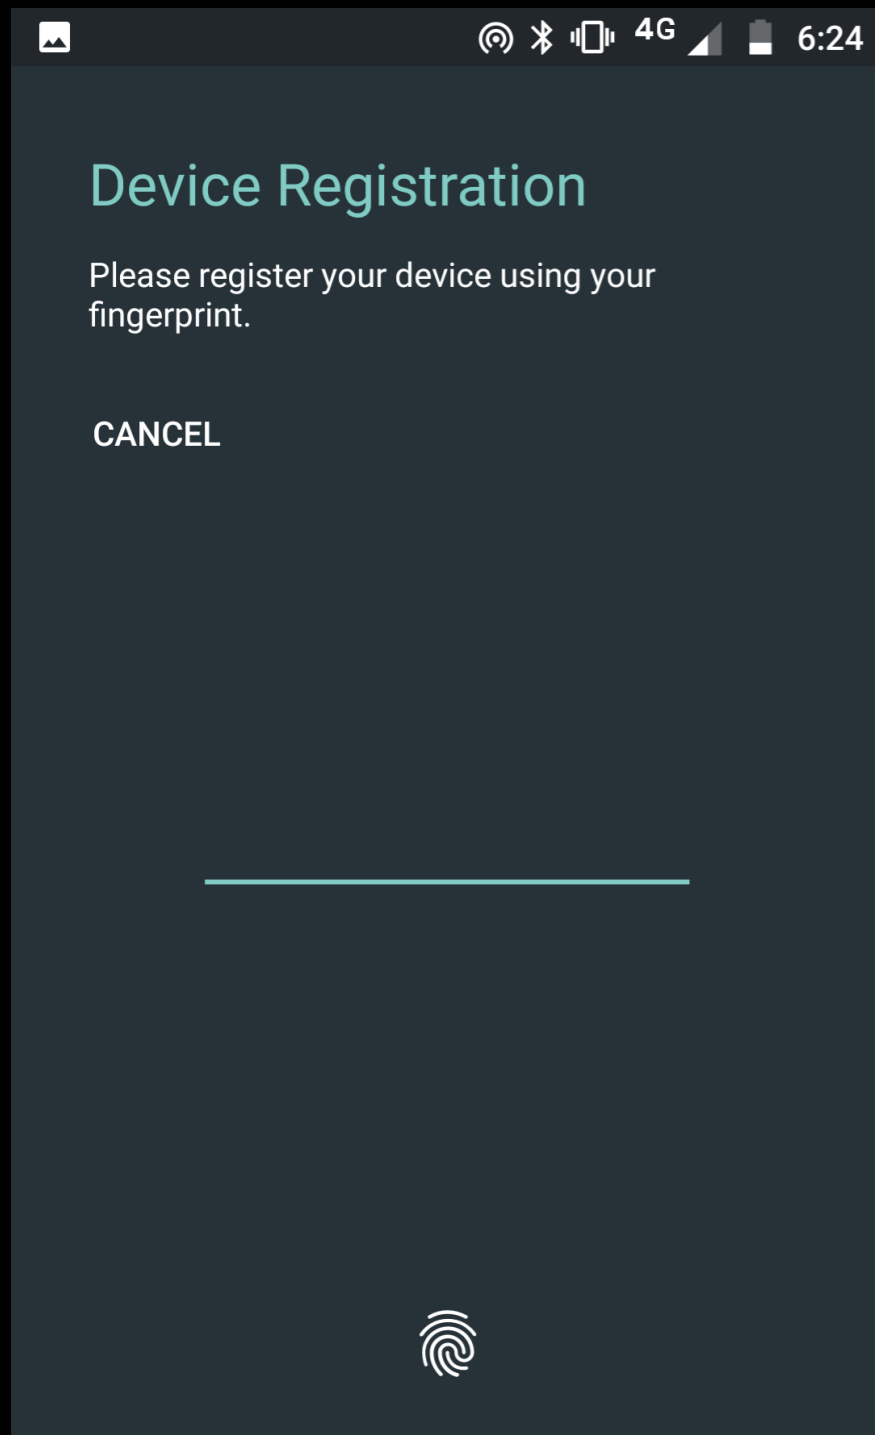 4G 6:24
Device Registration
Please register your device using your
fingerprint.
CANCEL